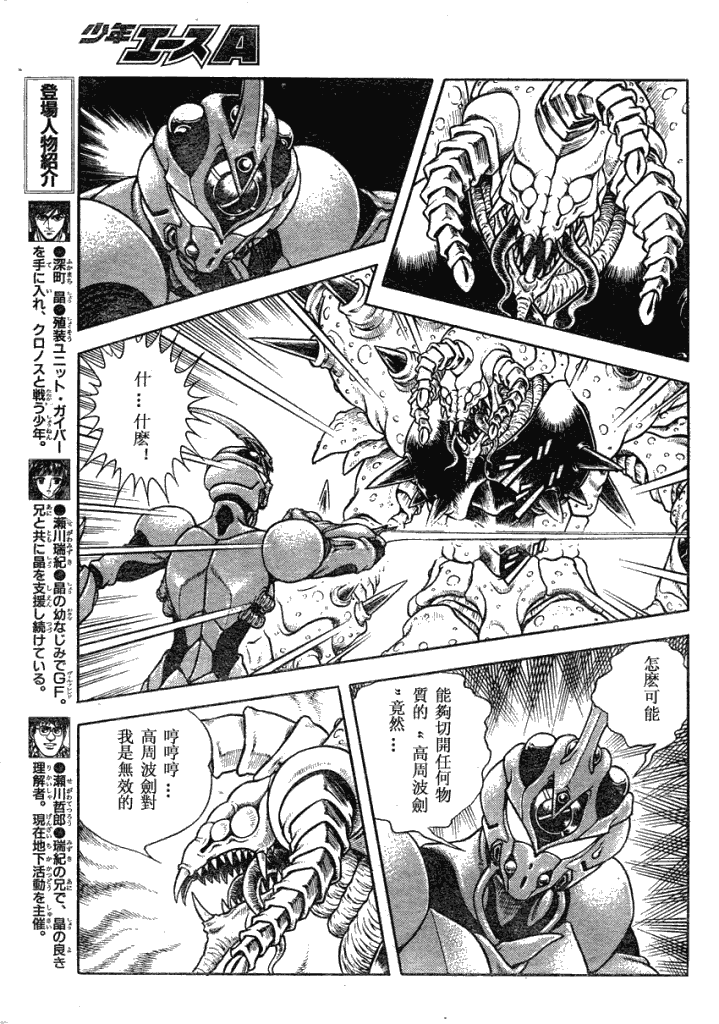 少年エースA
什…什麽!
怎麽可能
能夠切開任何物
質的“高周波劍
”竟然…
哼哼哼…
高周波劍對
我是無效的
登場人物紹介
●深町 晶●殖装ユニット・ガイバー
を手に入れ、クロノスと戦う少年。
●瀬川瑞紀●晶の幼なじみでGF。
兄と共に晶を支援し続けている。
●瀬川哲郎●瑞紀の兄で、晶の良き
理解者。現在地下活動を主催。